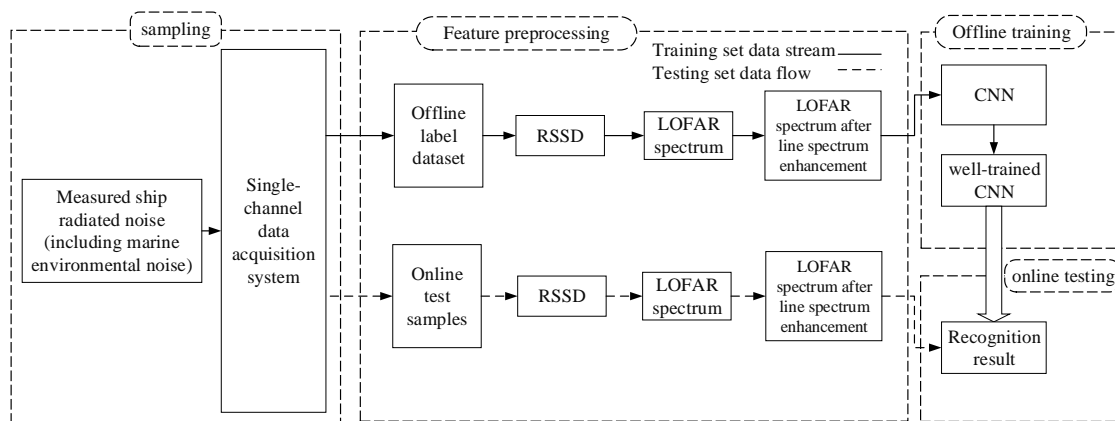 sampling
Measured ship
radiated noise
(including marine
environmental noise)
Single-
channel
data
acquisition
system
Feature preprocessing
Training set data stream
Testing set data flow
Offline
label
dataset
RSSD
LOFAR
spectrum
LOFAR
spectrum after
line spectrum
enhancement
Online
test
samples
RSSD
LOFAR
spectrum
LOFAR
spectrum after
line spectrum
enhancement
Offline training
CNN
well-trained
CNN
online testing
Recognition
result